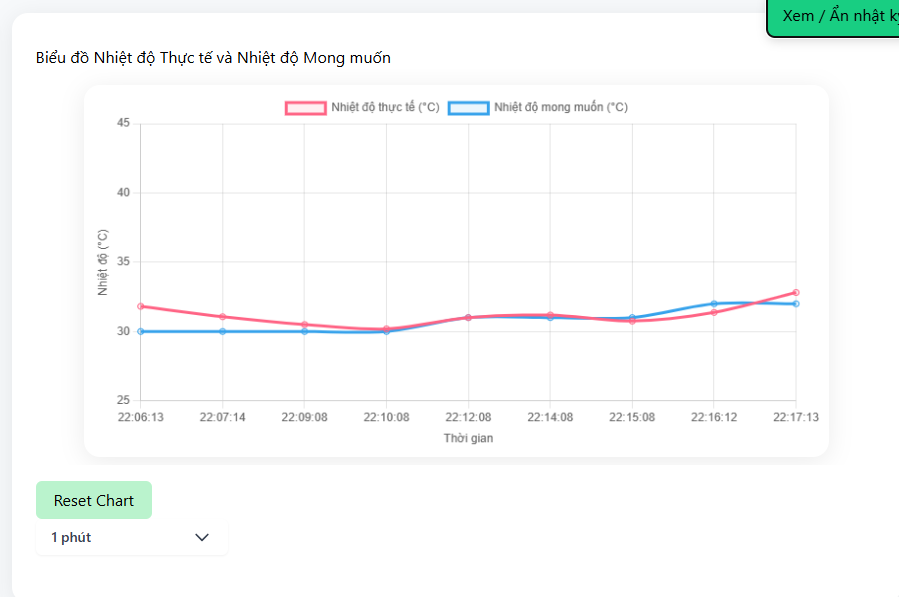 Xem / Ẩn nhật ký
Biểu đồ Nhiệt độ Thực tế và Nhiệt độ Mong muốn
Nhiệt độ thực tế (°C) Nhiệt độ mong muốn (°C)
45
40
35
30
25
Nhiệt độ (°C)
22:06:13 22:07:14 22:09:08 22:10:08 22:12:08 22:14:08 22:15:08 22:16:12 22:17:13
Thời gian
Reset Chart
1 phút